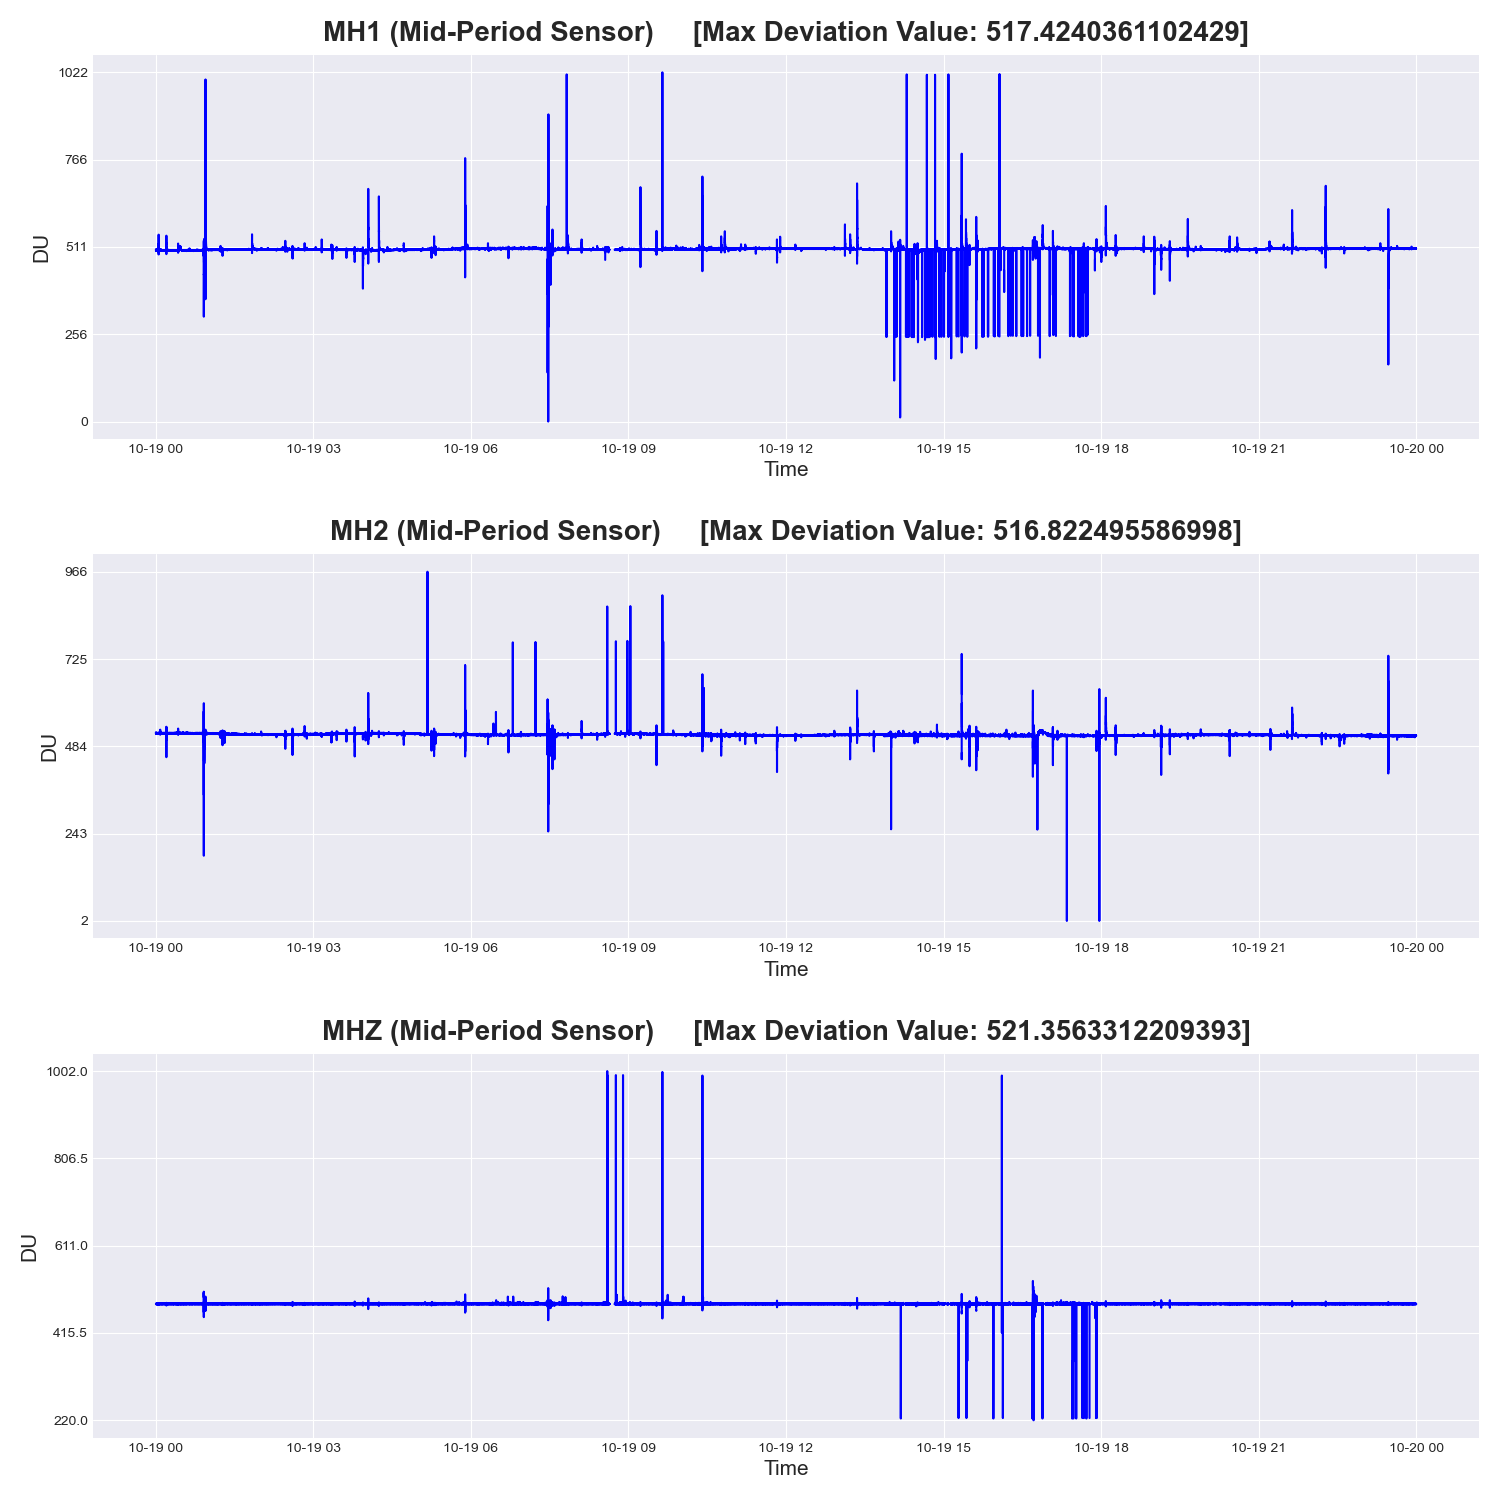 MH1 (Mid-Period Sensor) [Max Deviation Value: 517.4240361102429]
1022
766
511
256
0
DU
10-19 00 10-19 03 10-19 06 10-19 09 10-19 12 10-19 15 10-19 18 10-19 21 10-20 00
Time
MH2 (Mid-Period Sensor) [Max Deviation Value: 516.822495586998]
966
725
484
243
2
DU
10-19 00 10-19 03 10-19 06 10-19 09 10-19 12 10-19 15 10-19 18 10-19 21 10-20 00
Time
MHZ (Mid-Period Sensor) [Max Deviation Value: 521.3563312209393]
1002.0
806.5
611.0
415.5
220.0
DU
10-19 00 10-19 03 10-19 06 10-19 09 10-19 12 10-19 15 10-19 18 10-19 21 10-20 00
Time